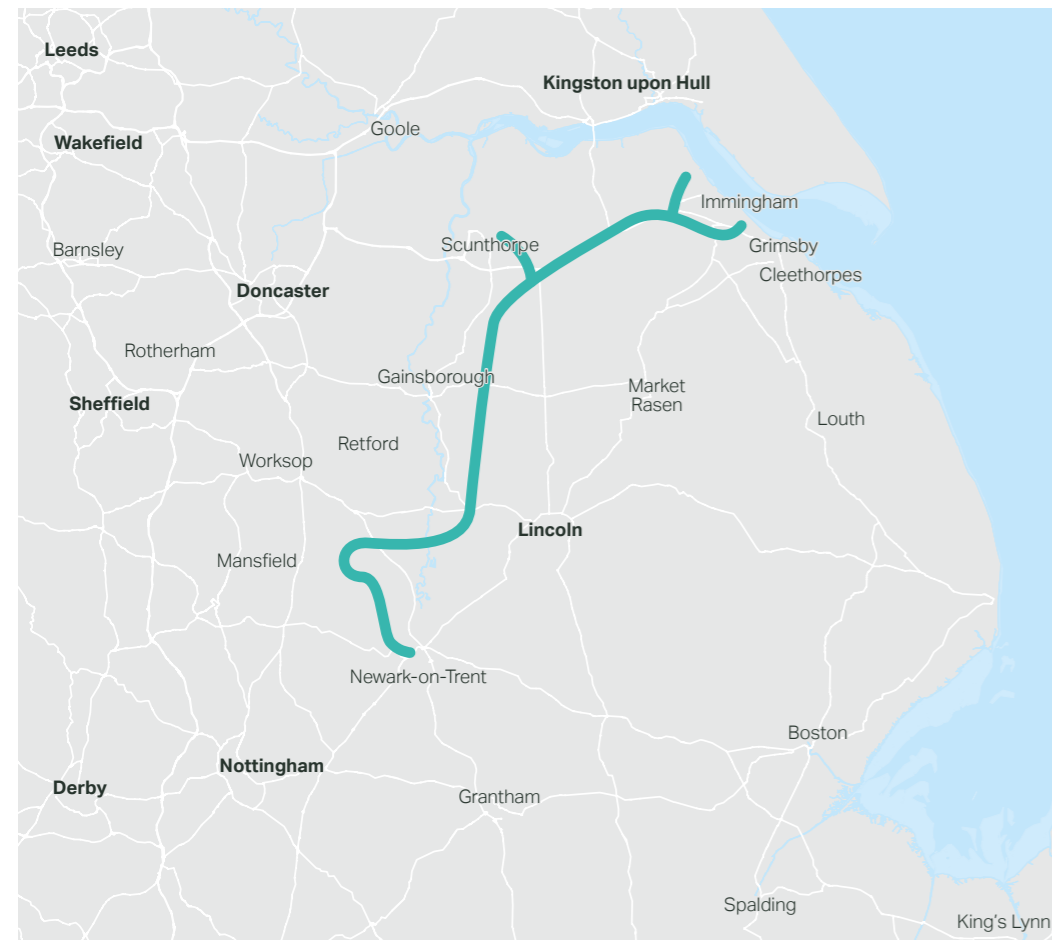 Leeds
Kingston upon Hull
Goole
Wakefield
Immingham
Scunthorpe
Grimsby
Barnsley
Cleethorpes
Doncaster
Rotherham
Gainsborough
Market
Rasen
Sheffield
Louth
Retford
Worksop
Lincoln
Mansfield
Newark-on-Trent
Boston
Nottingham
Derby
Grantham
Spalding
King's Lynn